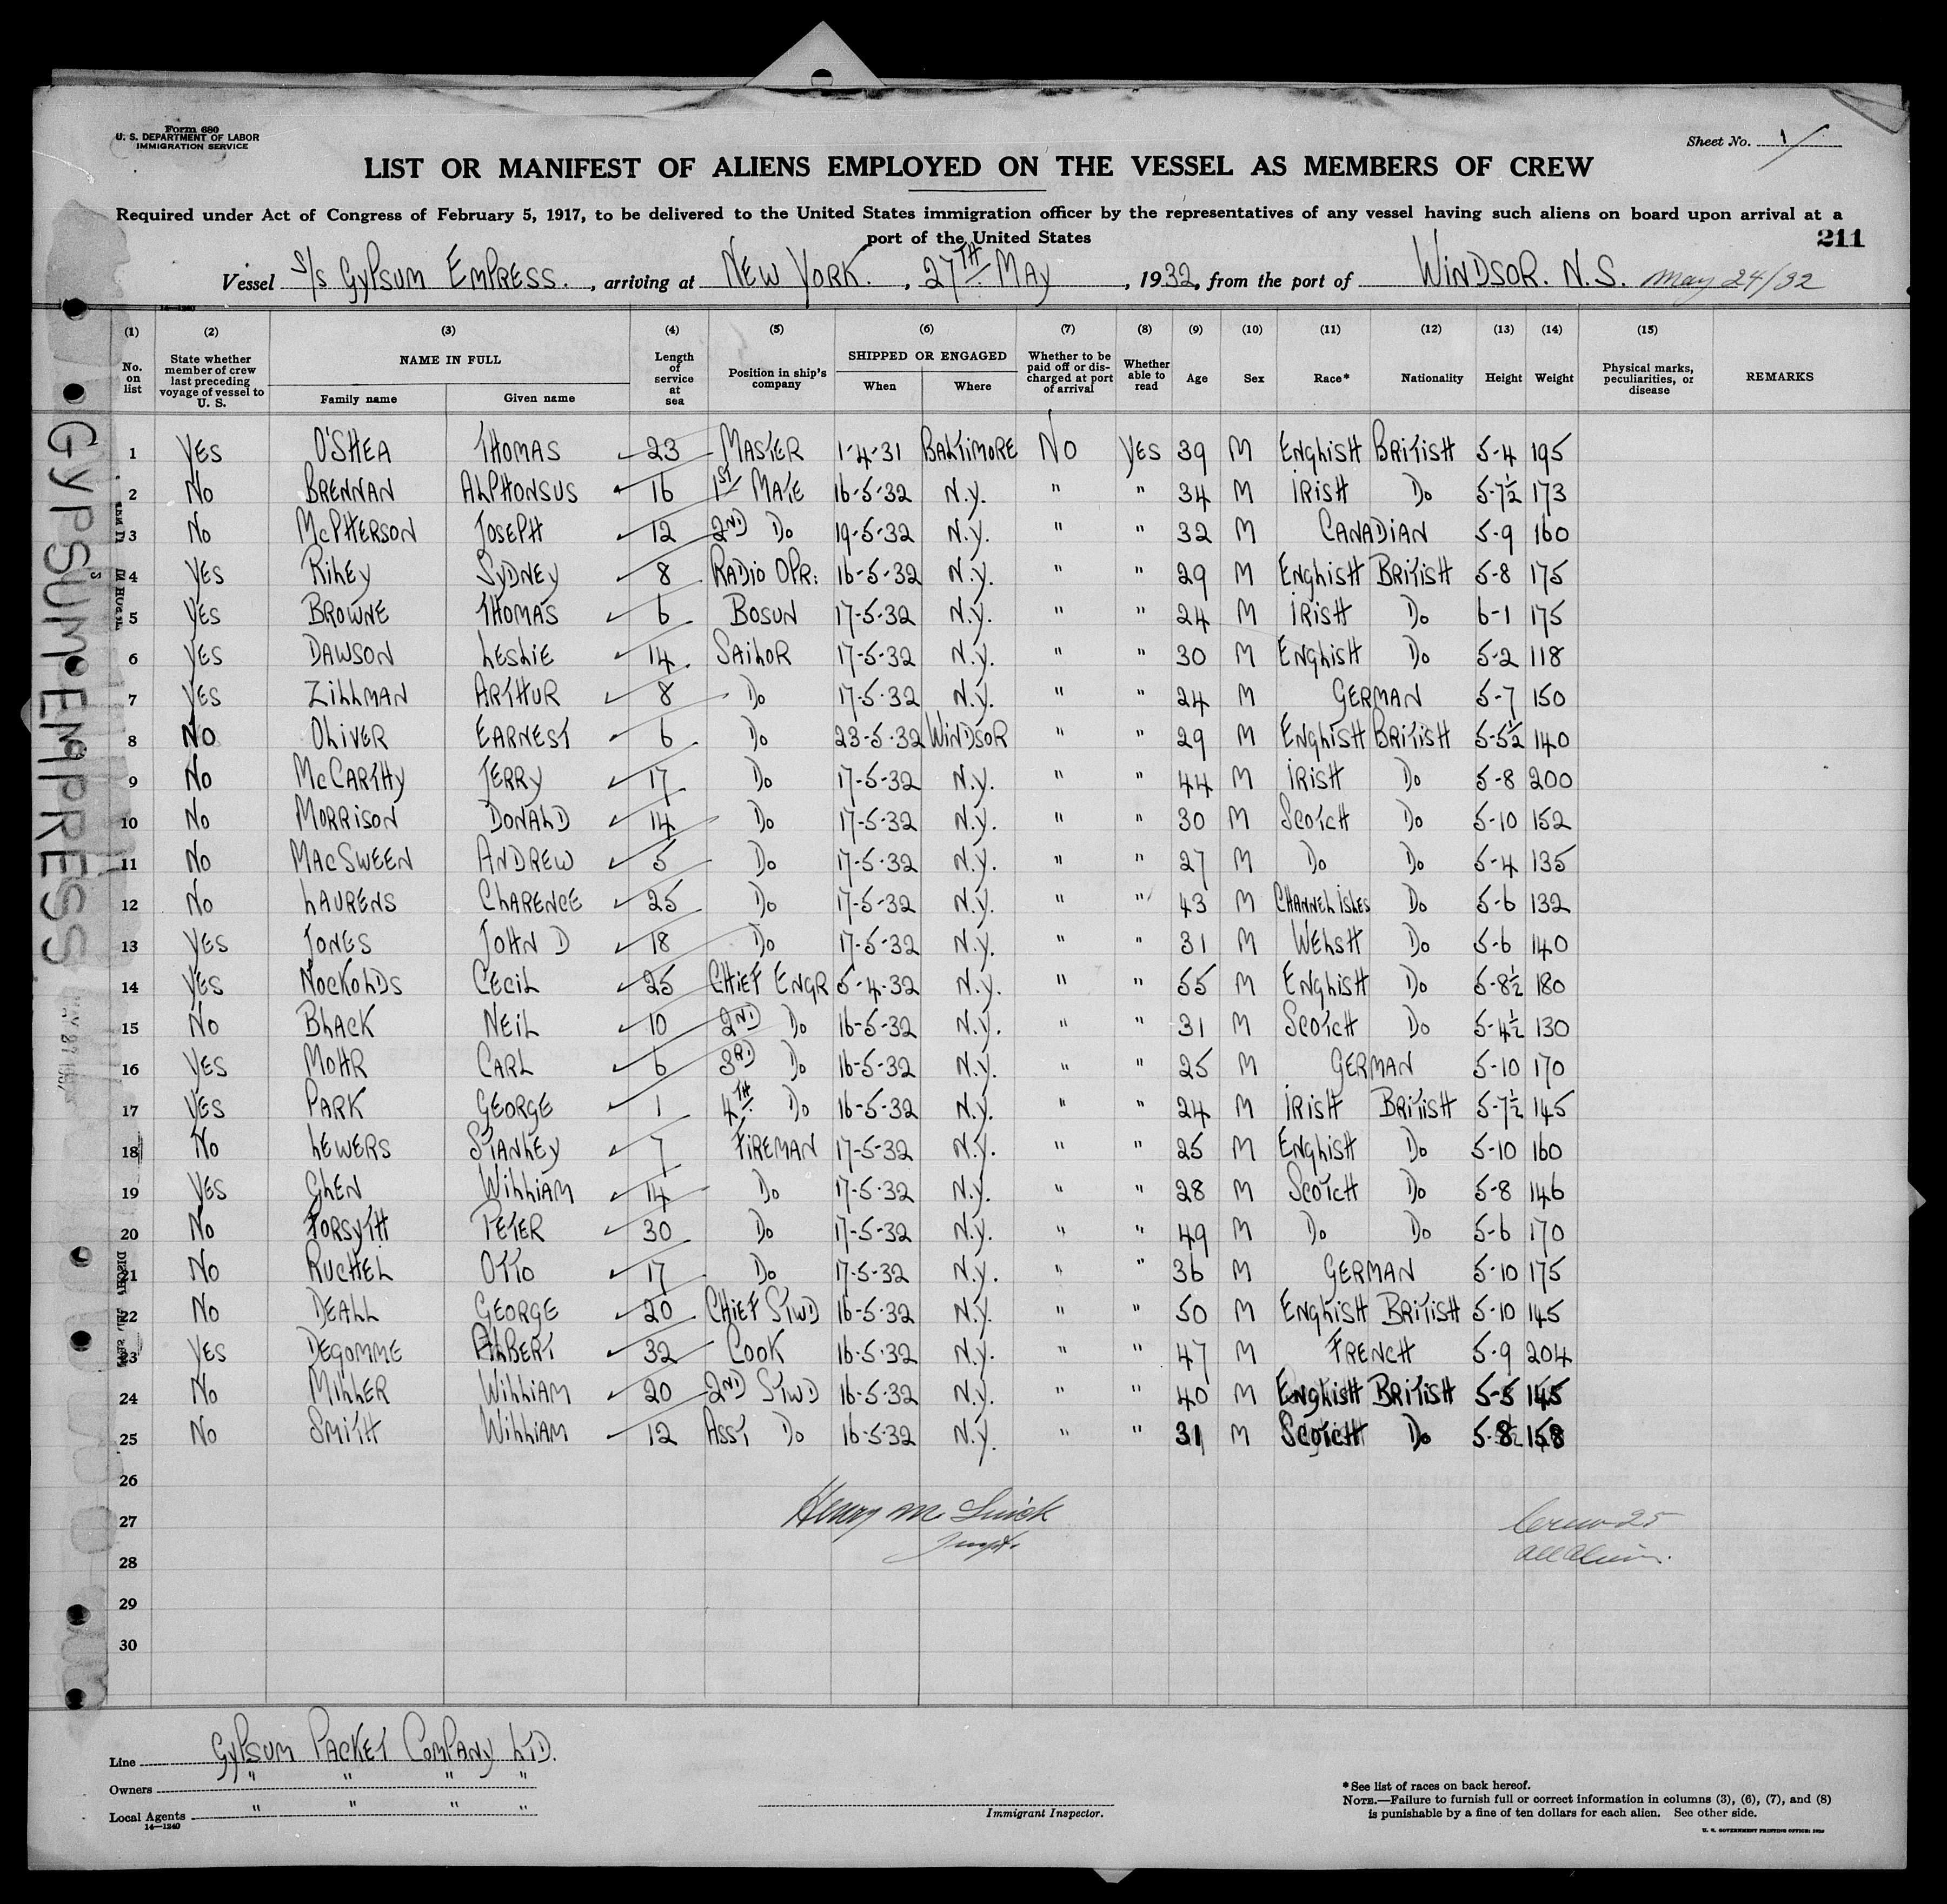 Form 680
U. S. DEPARTMENT OF LABOR
IMMIGRATION SERVICE
Sheet No. 1
LIST OR MANIFEST OF ALIENS EMPLOYED ON THE VESSEL AS MEMBERS OF CREW
Required under Act of Congress of February 5, 1917, to be delivered to the United States immigration officer by the representatives of any vessel having such aliens on board upon arrival at a
port of the United States
211
Vessel S/S GYPSUM EMPRESS., arriving at NEW YORK., 27TH MAY, 1932, from the port of WINDSOR. N.S. May 24/32
(1) (2) (3) (4) (5) (6) (7) (8) (9) (10) (11) (12) (13) (14) (15)
No. on list State whether member of crew last preceding voyage of vessel to U. S. NAME IN FULL Family name Given name Length of service at sea Position in ship's company SHIPPED OR ENGAGED When Where Whether to be paid off or discharged at port of arrival Whether able to read Age Sex Race* Nationality Height Weight Physical marks, peculiarities, or disease REMARKS
1 YES O'SHEA THOMAS 23 MASTER 1-4-31 BALTIMORE NO YES 39 M ENGLISH BRITISH 5-4 195
2 NO BRENNAN ALPHONSUS 16 1ST MATE 16-5-32 N.Y. " " 34 M IRISH DO 5-7½ 173
3 NO McPHERSON JOSEPH 12 2ND DO 19-5-32 N.Y. " " 32 M CANADIAN 5-9 160
4 YES RILEY SYDNEY 8 RADIO OPR: 16-5-32 N.Y. " " 29 M ENGLISH BRITISH 5-8 175
5 YES BROWNE THOMAS 6 BOSUN 17-5-32 N.Y. " " 24 M IRISH DO 6-1 175
6 YES DAWSON LESLIE 14 SAILOR 17-5-32 N.Y. " " 30 M ENGLISH DO 5-2 118
7 YES ZILLMAN ARTHUR 8 DO 17-5-32 N.Y. " " 24 M GERMAN 5-7 150
8 NO OLIVER EARNEST 6 DO 23-5-32 WINDSOR " " 29 M ENGLISH BRITISH 5-5½ 140
9 NO McCARTHY JERRY 17 DO 17-5-32 N.Y. " " 44 M IRISH DO 5-8 200
10 NO MORRISON DONALD 14 DO 17-5-32 N.Y. " " 30 M SCOTCH DO 5-10 152
11 NO MACSWEEN ANDREW 5 DO 17-5-32 N.Y. " " 27 M DO DO 5-4 135
12 NO LAURENS CLARENCE 25 DO 17-5-32 N.Y. " " 43 M CHANNEL ISLES DO 5-6 132
13 YES JONES JOHN D 18 DO 17-5-32 N.Y. " " 31 M WELSH DO 5-6 140
14 YES NOCKOLDS CECIL 25 CHIEF ENGR 5-4-32 N.Y. " " 55 M ENGLISH DO 5-8½ 180
15 NO BLACK NEIL 10 2ND DO 16-5-32 N.Y. " " 31 M SCOTCH DO 5-4½ 130
16 YES MOHR CARL 6 3RD DO 16-5-32 N.Y. " " 25 M GERMAN 5-10 170
17 YES PARK GEORGE 1 4TH DO 16-5-32 N.Y. " " 24 M IRISH BRITISH 5-7½ 145
18 NO LEWERS STANLEY 7 FIREMAN 17-5-32 N.Y. " " 25 M ENGLISH DO 5-10 160
19 YES GLEN WILLIAM 14 DO 17-5-32 N.Y. " " 28 M SCOTCH DO 5-8 146
20 NO FORSYTH PETER 30 DO 17-5-32 N.Y. " " 49 M DO DO 5-6 170
21 NO RUCHEL OTTO 17 DO 17-5-32 N.Y. " " 36 M GERMAN 5-10 175
22 NO DEALL GEORGE 20 CHIEF STWD 16-5-32 N.Y. " " 50 M ENGLISH BRITISH 5-10 145
23 YES DEGOMME ALBERT 32 COOK 16-5-32 N.Y. " " 47 M FRENCH 5-9 204
24 NO MILLER WILLIAM 20 2ND STWD 16-5-32 N.Y. " " 40 M ENGLISH BRITISH 5-5 145
25 NO SMITH WILLIAM 12 ASST DO 16-5-32 N.Y. " " 31 M SCOTCH DO 5-8½ 158
26
27 Henry M. Crew 25
28 All Alien.
29
30
GYPSUM EMPRESS
Line GYPSUM PACKET COMPANY LTD.
Owners " " " "
Local Agents " " " "
14—1240
Immigrant Inspector.
*See list of races on back hereof.
NOTE.—Failure to furnish full or correct information in columns (3), (6), (7), and (8)
is punishable by a fine of ten dollars for each alien. See other side.